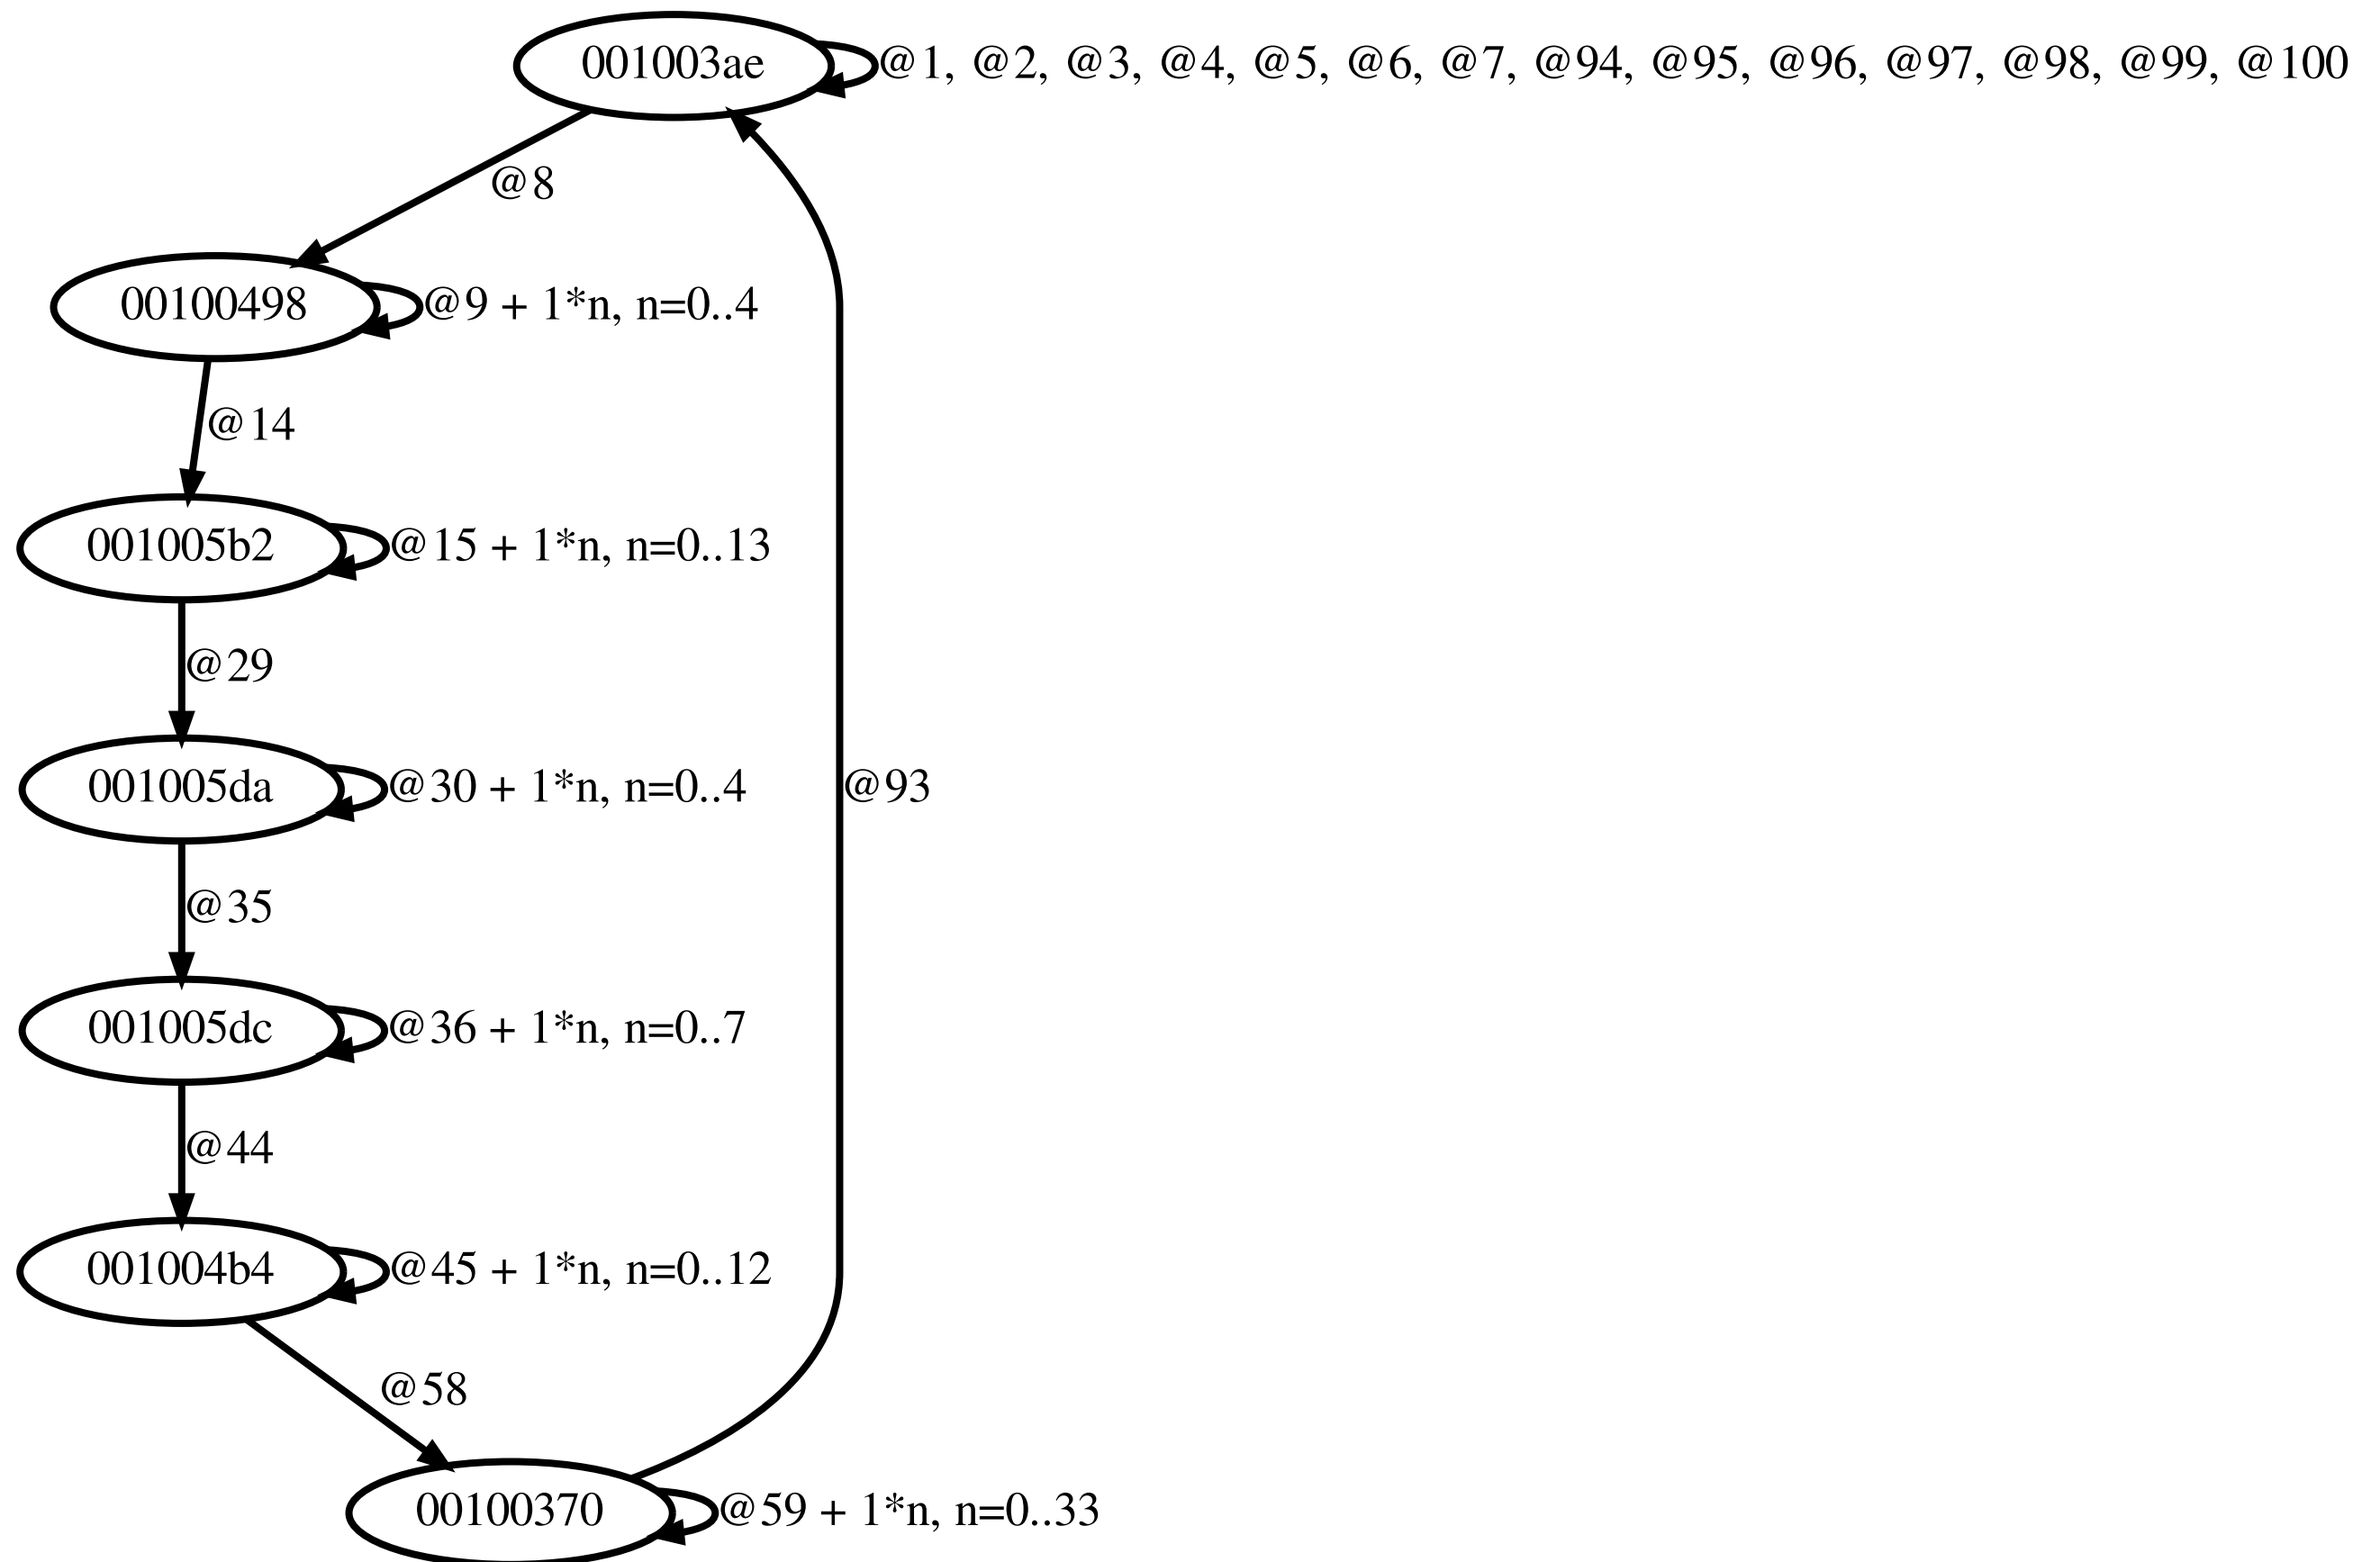 001003ae
@1, @2, @3, @4, @5, @6, @7, @94, @95, @96, @97, @98, @99, @100
@8
00100498
@9 + 1*n, n=0..4
@14
001005b2
@15 + 1*n, n=0..13
@29
001005da
@30 + 1*n, n=0..4
@93
@35
001005dc
@36 + 1*n, n=0..7
@44
001004b4
@45 + 1*n, n=0..12
@58
00100370
@59 + 1*n, n=0..33